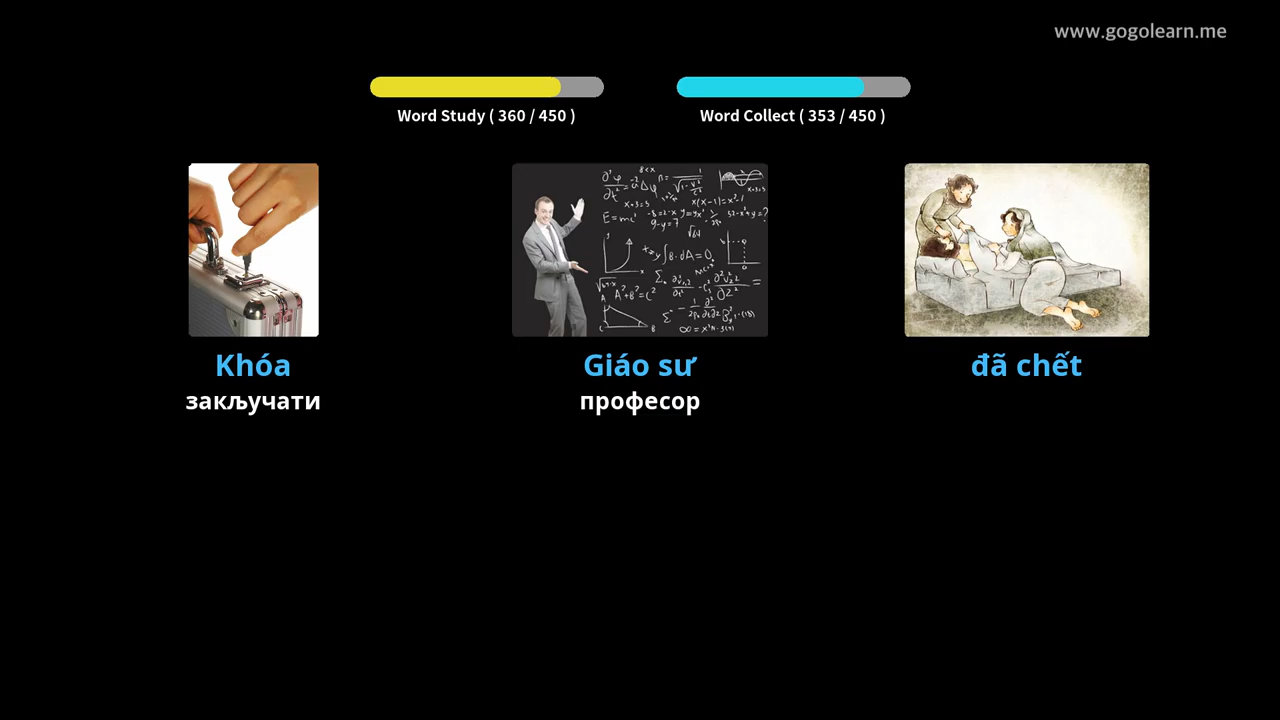 www.gogolearn.me
Word Study ( 360 / 450 )
Word Collect ( 353 / 450 )
Khóa
закључати
Giáo sư
професор
đã chết